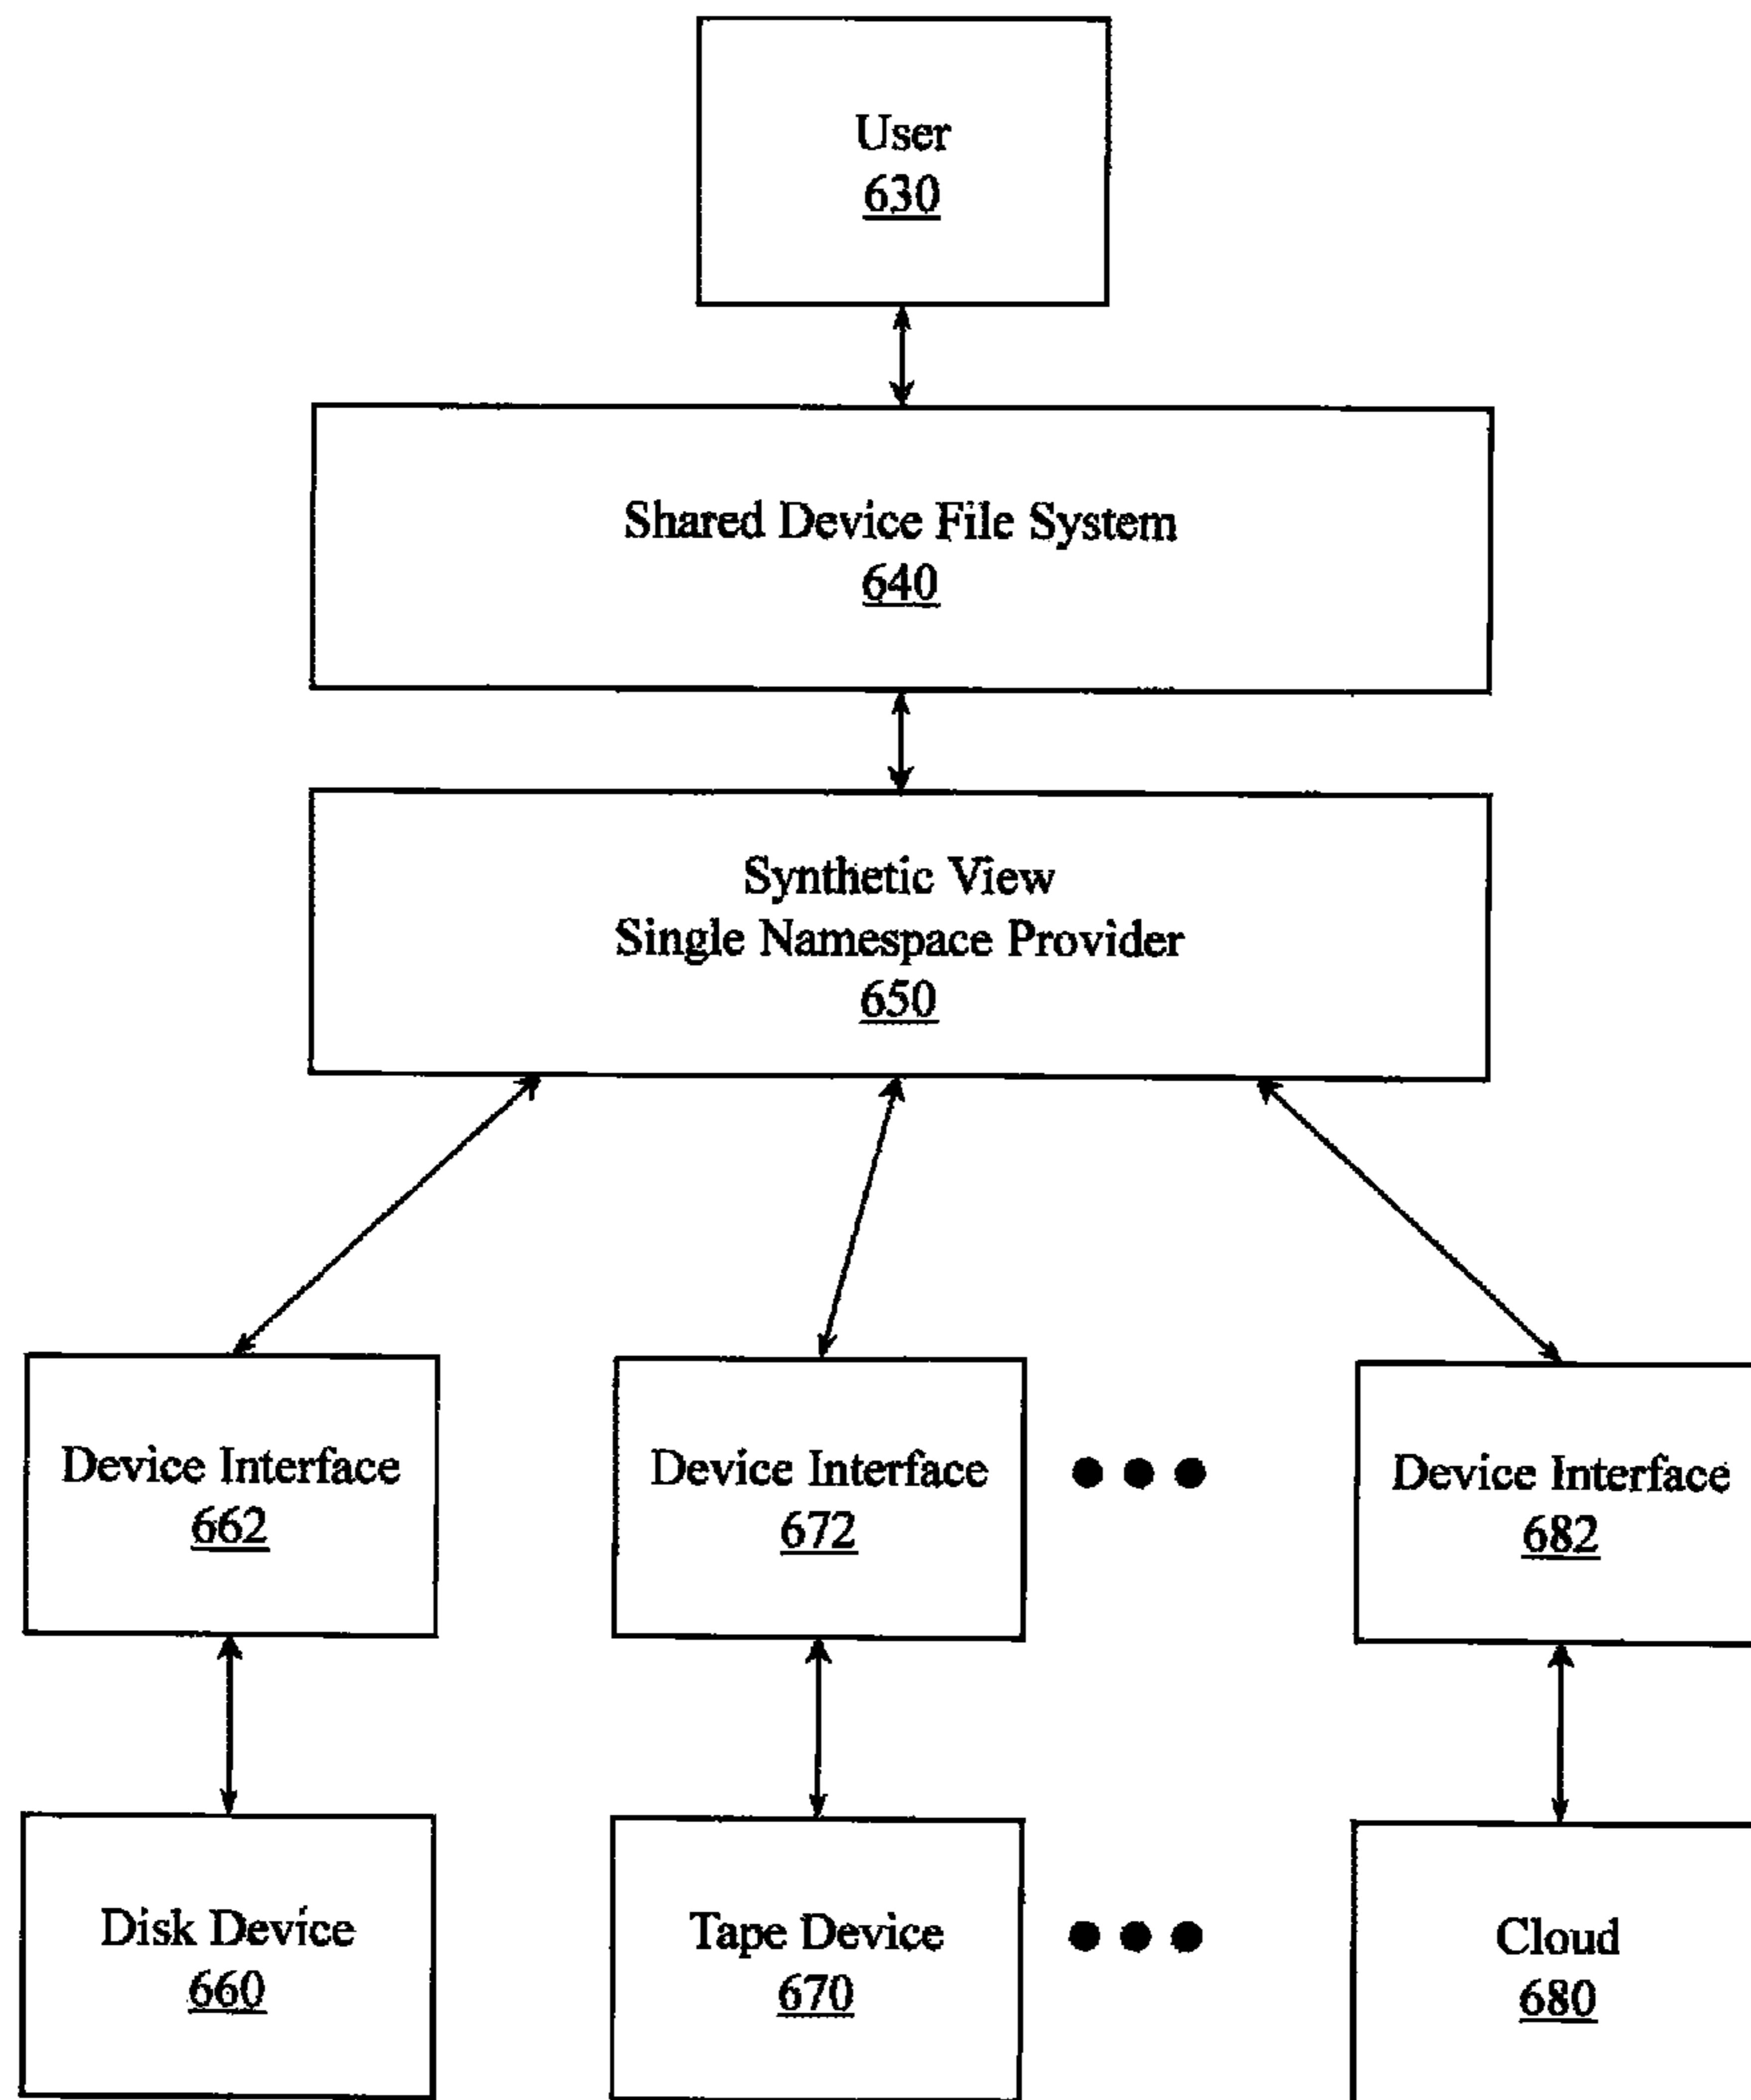 User
630
Shared Device File System
640
Synthetic View
Single Namespace Provider
650
Device Interface
662
Device Interface
672
Device Interface
682
Disk Device
660
Tape Device
670
Cloud
680